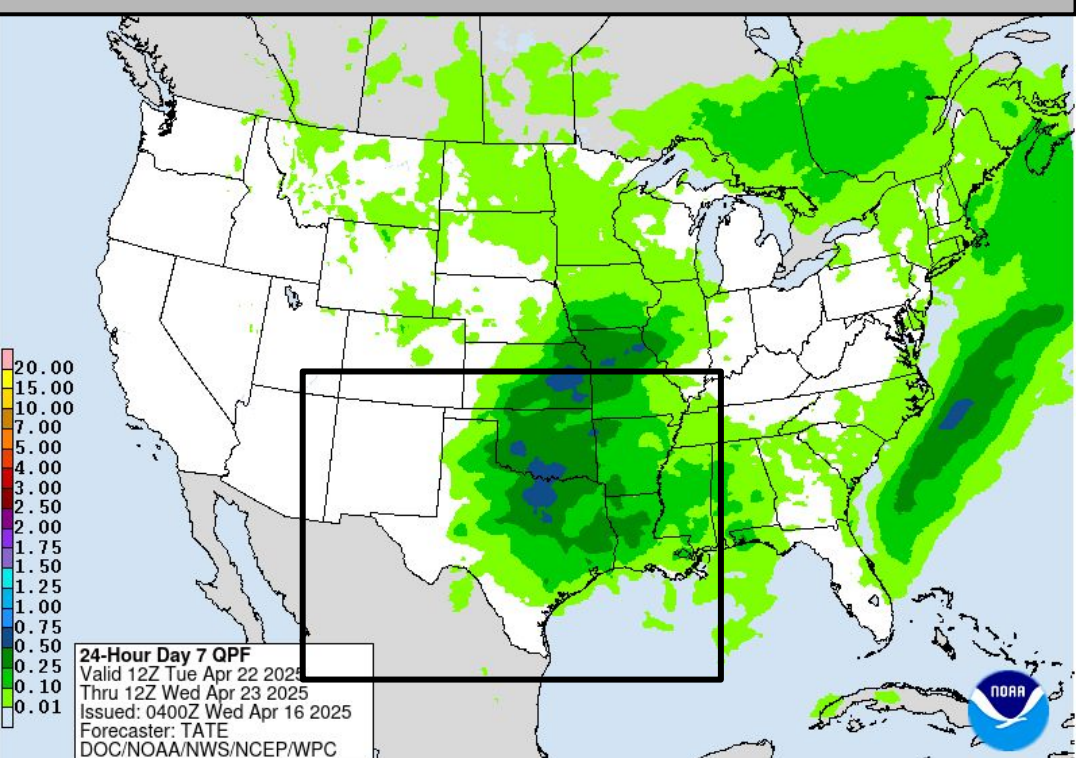 20.00
15.00
10.00
7.00
5.00
4.00
3.00
2.50
2.00
1.75
1.50
1.25
1.00
0.75
0.50
0.25
0.10
0.01
24-Hour Day 7 QPF
Valid 12Z Tue Apr 22 2025
Thru 12Z Wed Apr 23 2025
Issued: 0400Z Wed Apr 16 2025
Forecaster: TATE
DOC/NOAA/NWS/NCEP/WPC
NOAA